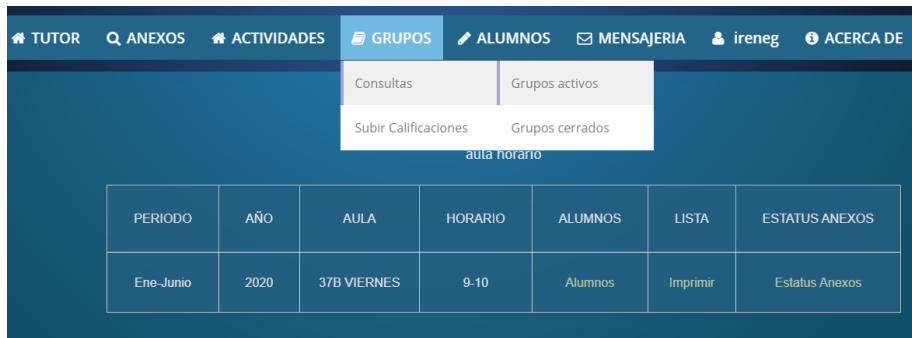 TUTOR ANEXOS ACTIVIDADES GRUPOS ALUMNOS MENSAJERIA ireneg ACERCA DE
Consultas Grupos activos
Subir Calificaciones Grupos cerrados
aula horario
PERIODO AÑO AULA HORARIO ALUMNOS LISTA ESTATUS ANEXOS
Ene-Junio 2020 37B VIERNES 9-10 Alumnos Imprimir Estatus Anexos